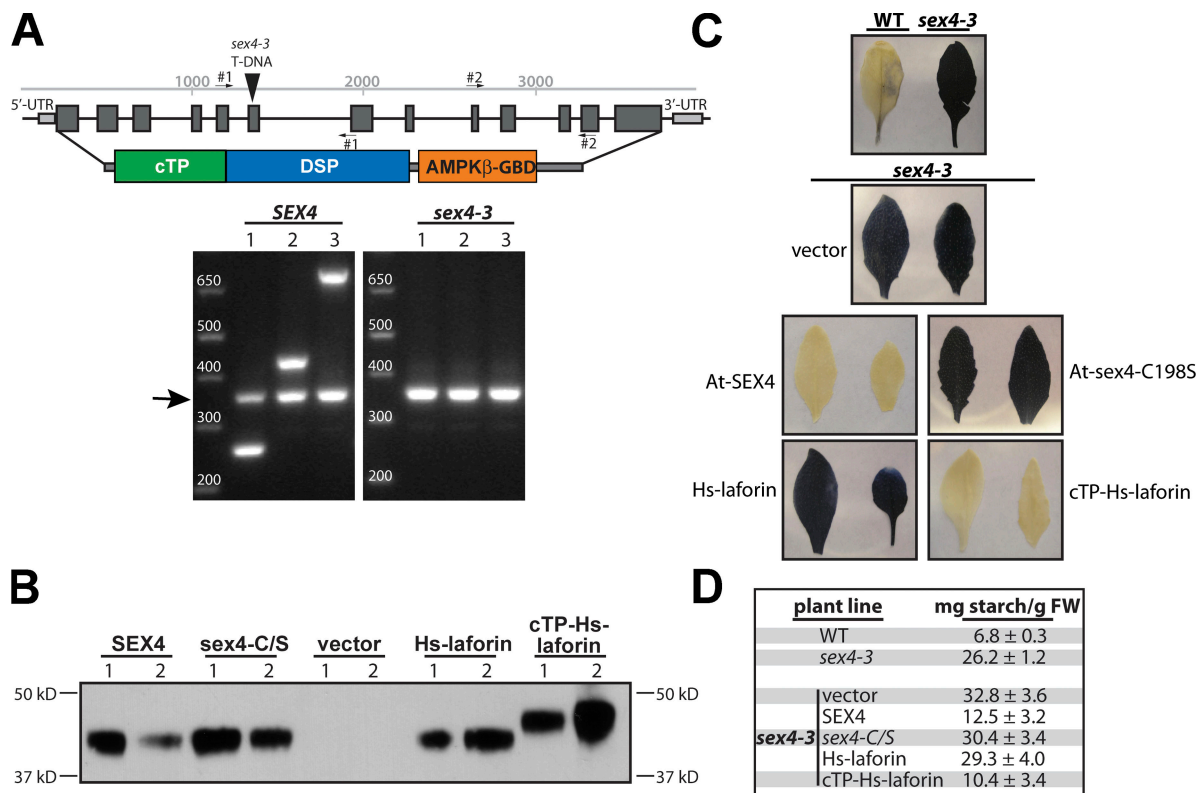 A
sex4-3
T-DNA
1000
#1
2000
#2
3000
5'-UTR
3'-UTR
#1
#2
cTP
DSP
AMPKβ-GBD
SEX4
sex4-3
1 2 3
1 2 3
650
500
400
300
200
650
500
400
300
200
B
SEX4
sex4-C/S
vector
Hs-laforin
cTP-Hs-
laforin
1 2 1 2 1 2 1 2 1 2
50 kD
50 kD
37 kD
37 kD
C
WT sex4-3
sex4-3
vector
At-SEX4
At-sex4-C198S
Hs-laforin
cTP-Hs-laforin
D
plant line mg starch/g FW
WT 6.8 ± 0.3
sex4-3 26.2 ± 1.2
vector 32.8 ± 3.6
SEX4 12.5 ± 3.2
sex4-3 sex4-C/S 30.4 ± 3.4
Hs-laforin 29.3 ± 4.0
cTP-Hs-laforin 10.4 ± 3.4